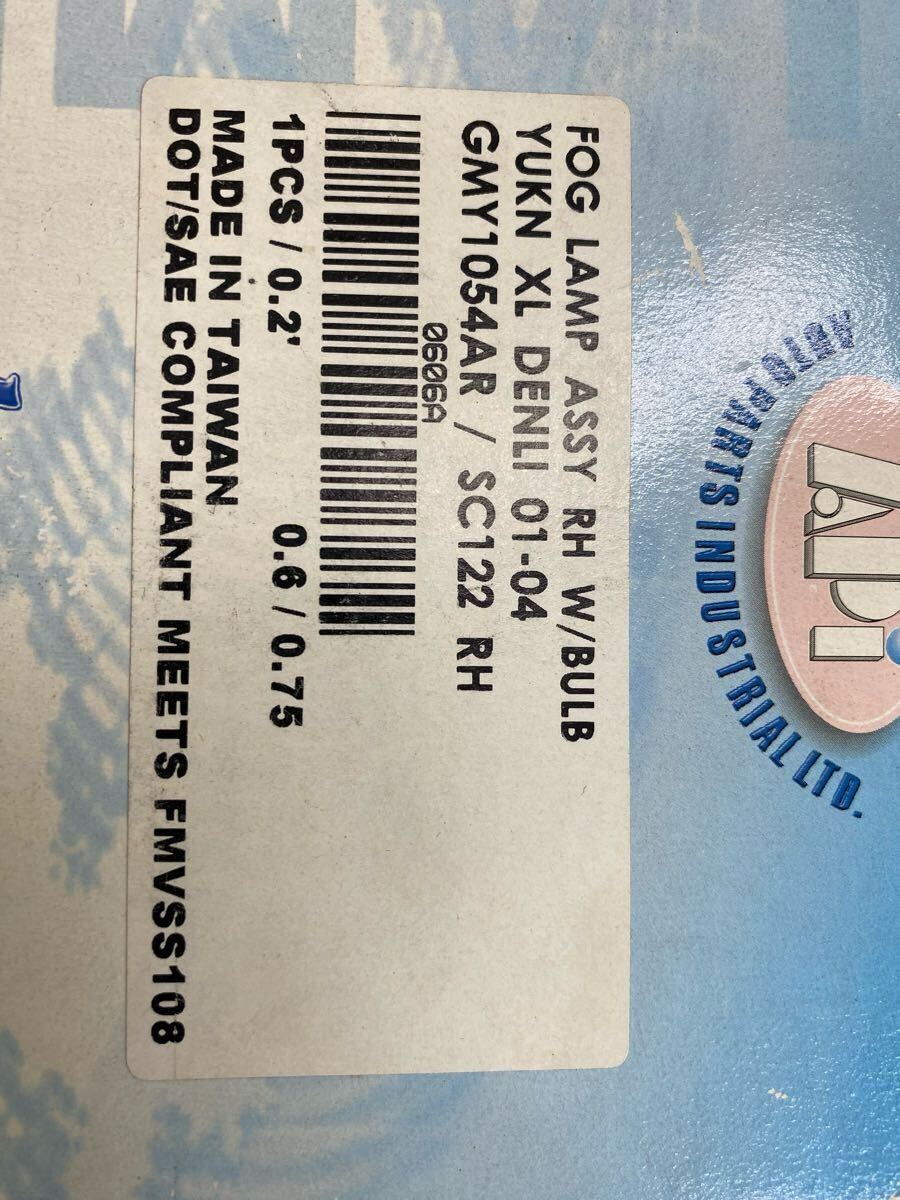 AUTO PARTS INDUSTRIAL LTD.
API
FOG LAMP ASSY RH W/BULB
YUKN XL DENLI 01-04
GMY1054AR / SC122 RH
0606A
1PCS / 0.2' 0.6 / 0.75
MADE IN TAIWAN
DOT/SAE COMPLIANT MEETS FMVSS108